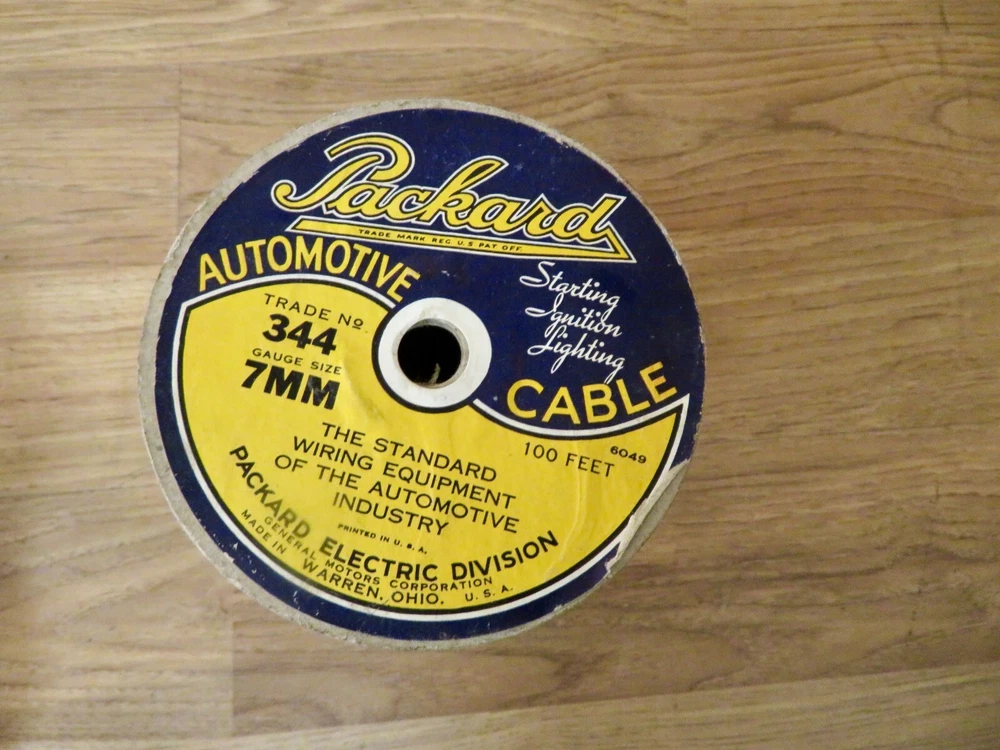 Packard
TRADE MARK REG U.S PAT OFF.
AUTOMOTIVE
Starting
Ignition
Lighting
CABLE
TRADE No
344
GAUGE SIZE
7MM
100 FEET
6049
THE STANDARD
WIRING EQUIPMENT
OF THE AUTOMOTIVE
INDUSTRY
PRINTED IN U. S. A.
PACKARD ELECTRIC DIVISION
GENERAL MOTORS CORPORATION
MADE IN WARREN, OHIO, U. S. A.